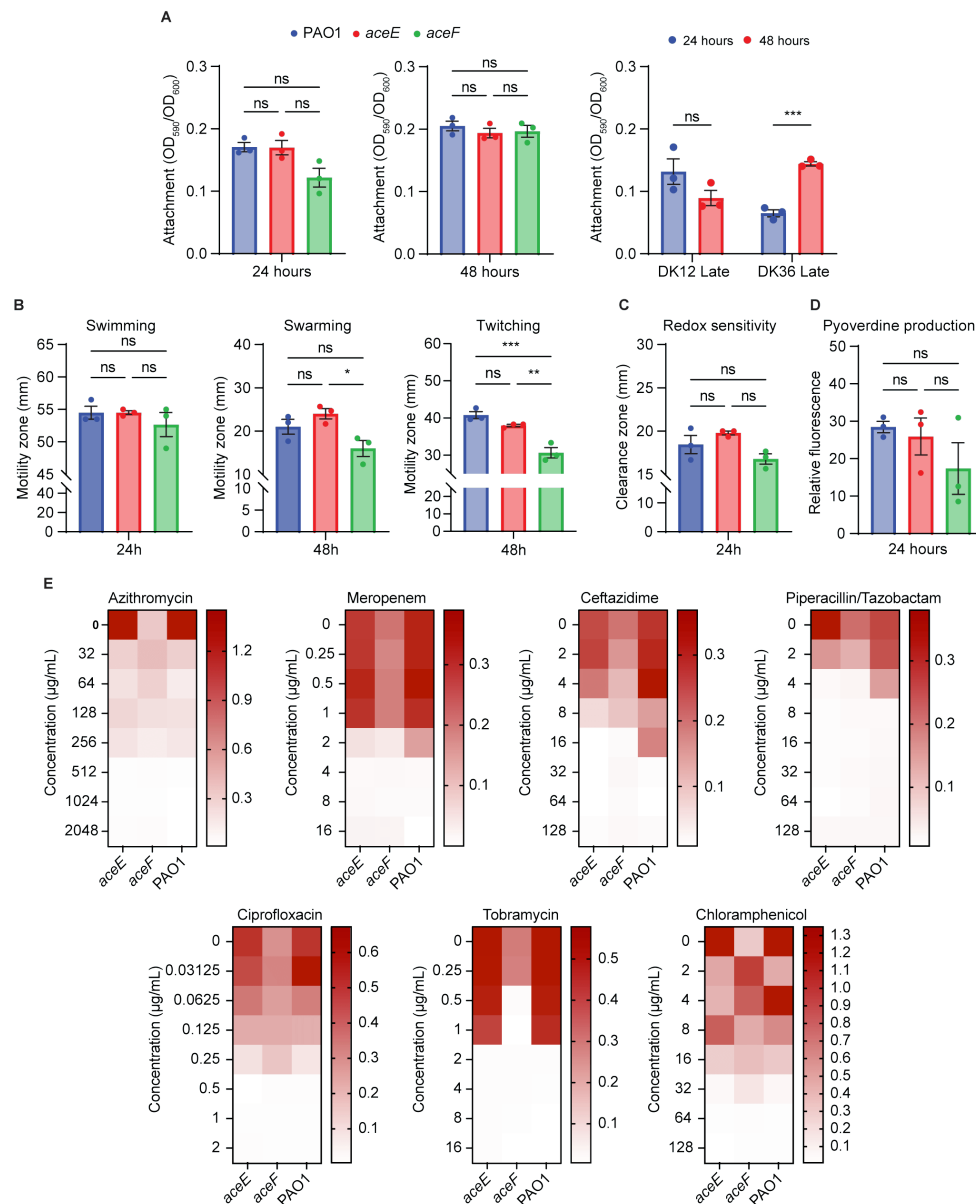 A
PAO1 aceE aceF
24 hours 48 hours
Attachment (OD590/OD600)
0.3
0.2
0.1
0.0
ns
ns
ns
24 hours
Attachment (OD590/OD600)
0.3
0.2
0.1
0.0
ns
ns
ns
48 hours
Attachment (OD590/OD600)
0.3
0.2
0.1
0.0
ns
***
DK12 Late DK36 Late
B
Swimming
Motility zone (mm)
65
60
55
50
45
40
20
0
ns
ns
ns
24h
Swarming
Motility zone (mm)
40
30
20
10
10
5
0
ns
ns
*
48h
Twitching
Motility zone (mm)
60
50
40
30
20
10
0
***
ns
**
48h
C
Redox sensitivity
Clearance zone (mm)
30
25
20
15
10
0
ns
ns
ns
24h
D
Pyoverdine production
Relative fluorescence
50
40
30
20
10
0
ns
ns
ns
24 hours
E
Azithromycin
Concentration (µg/mL)
0
32
64
128
256
512
1024
2048
aceE aceF PAO1
1.2
0.9
0.6
0.3
Meropenem
Concentration (µg/mL)
0
0.25
0.5
1
2
4
8
16
aceE aceF PAO1
0.3
0.2
0.1
Ceftazidime
Concentration (µg/mL)
0
2
4
8
16
32
64
128
aceE aceF PAO1
0.3
0.2
0.1
Piperacillin/Tazobactam
Concentration (µg/mL)
0
2
4
8
16
32
64
128
aceE aceF PAO1
0.3
0.2
0.1
Ciprofloxacin
Concentration (µg/mL)
0
0.03125
0.0625
0.125
0.25
0.5
1
2
aceE aceF PAO1
0.6
0.5
0.4
0.3
0.2
0.1
Tobramycin
Concentration (µg/mL)
0
0.25
0.5
1
2
4
8
16
aceE aceF PAO1
0.5
0.4
0.3
0.2
0.1
Chloramphenicol
Concentration (µg/mL)
0
2
4
8
16
32
64
128
aceE aceF PAO1
1.3
1.2
1.1
1.0
0.9
0.8
0.7
0.6
0.5
0.4
0.3
0.2
0.1